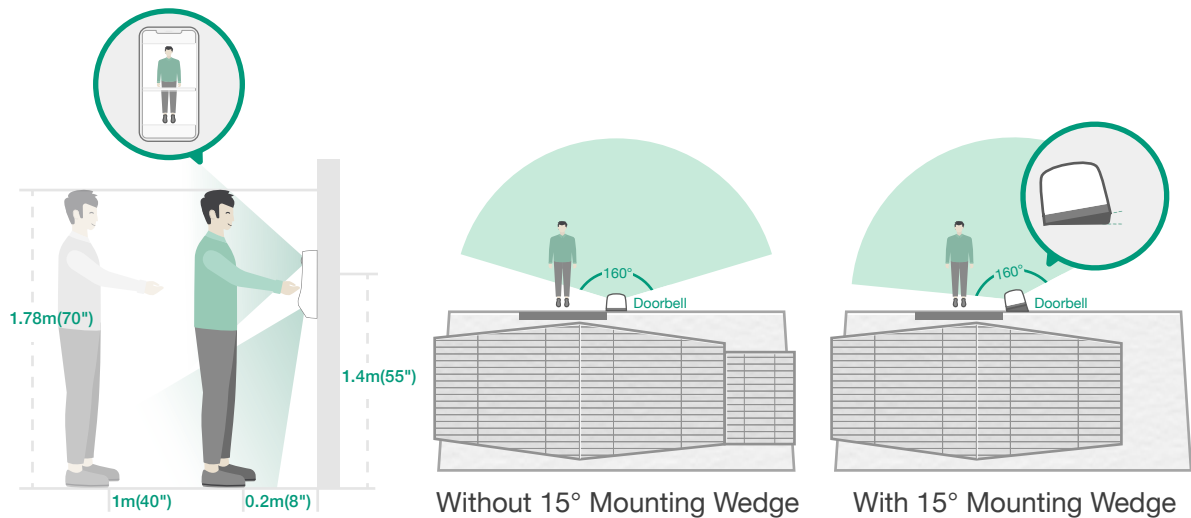 1.78m(70")
1.4m(55")
1m(40")
0.2m(8")
160°
Doorbell
Without 15° Mounting Wedge
160°
Doorbell
With 15° Mounting Wedge